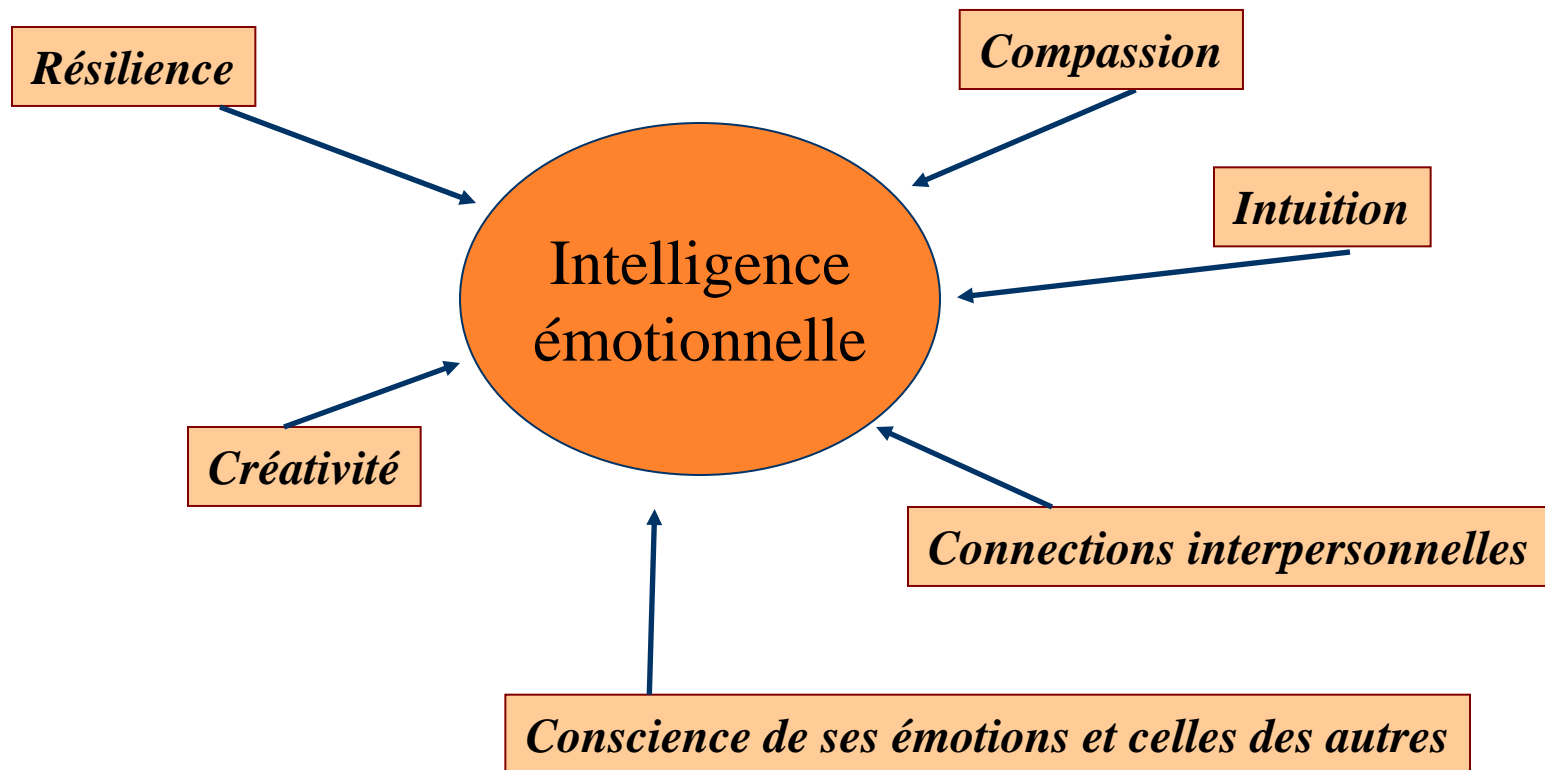 Résilience
Compassion
Intuition
Intelligence
émotionnelle
Créativité
Connections interpersonnelles
Conscience de ses émotions et celles des autres